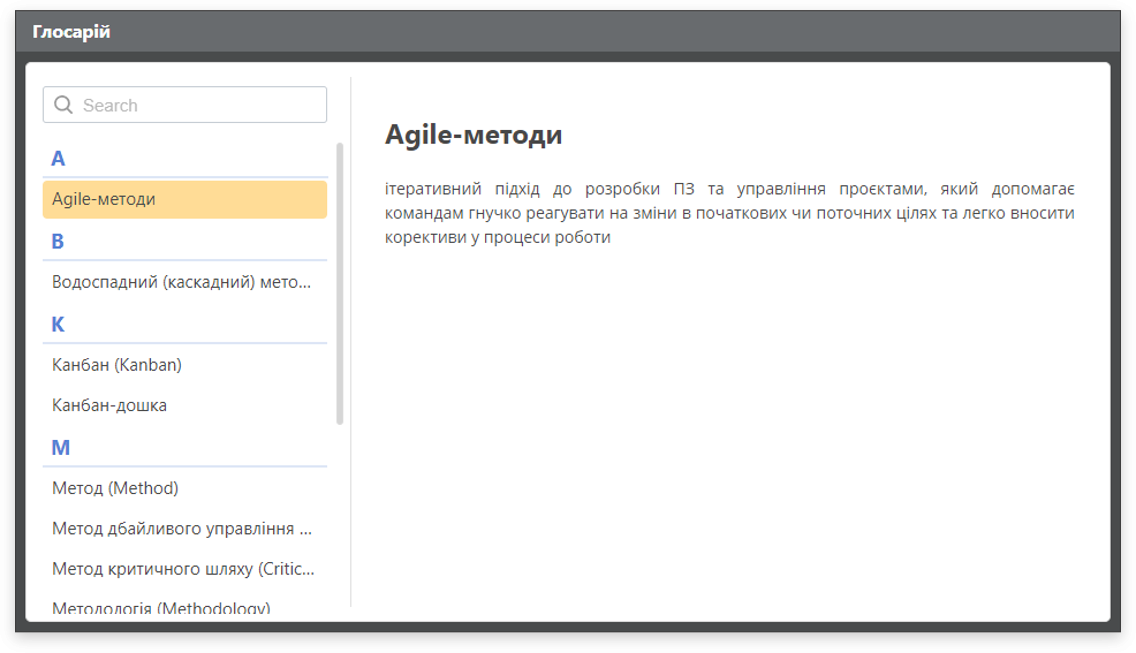 Глосарій
Search
A
Agile-методи
В
Водоспадний (каскадний) мето...
К
Канбан (Kanban)
Канбан-дошка
М
Метод (Method)
Метод дбайливого управління ...
Метод критичного шляху (Critic...
Методологія (Methodology)
Agile-методи
ітеративний підхід до розробки ПЗ та управління проєктами, який допомагає
командам гнучко реагувати на зміни в початкових чи поточних цілях та легко вносити
корективи у процеси роботи